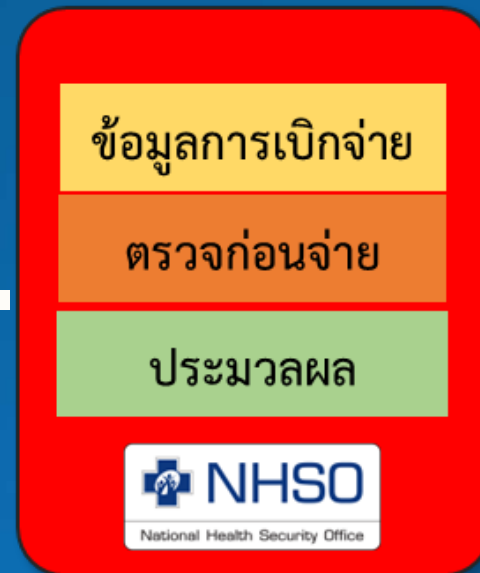 ข้อมูลการเบิกจ่าย
ตรวจก่อนจ่าย
ประมวลผล
NHSO
National Health Security Office